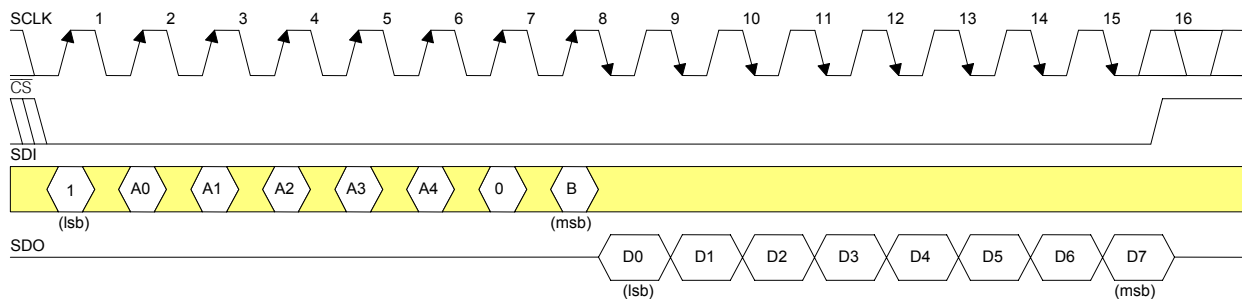 SCLK 1 2 3 4 5 6 7 8 9 10 11 12 13 14 15 16
CS
SDI
1 A0 A1 A2 A3 A4 0 B
(lsb) (msb)
SDO
D0 D1 D2 D3 D4 D5 D6 D7
(lsb) (msb)